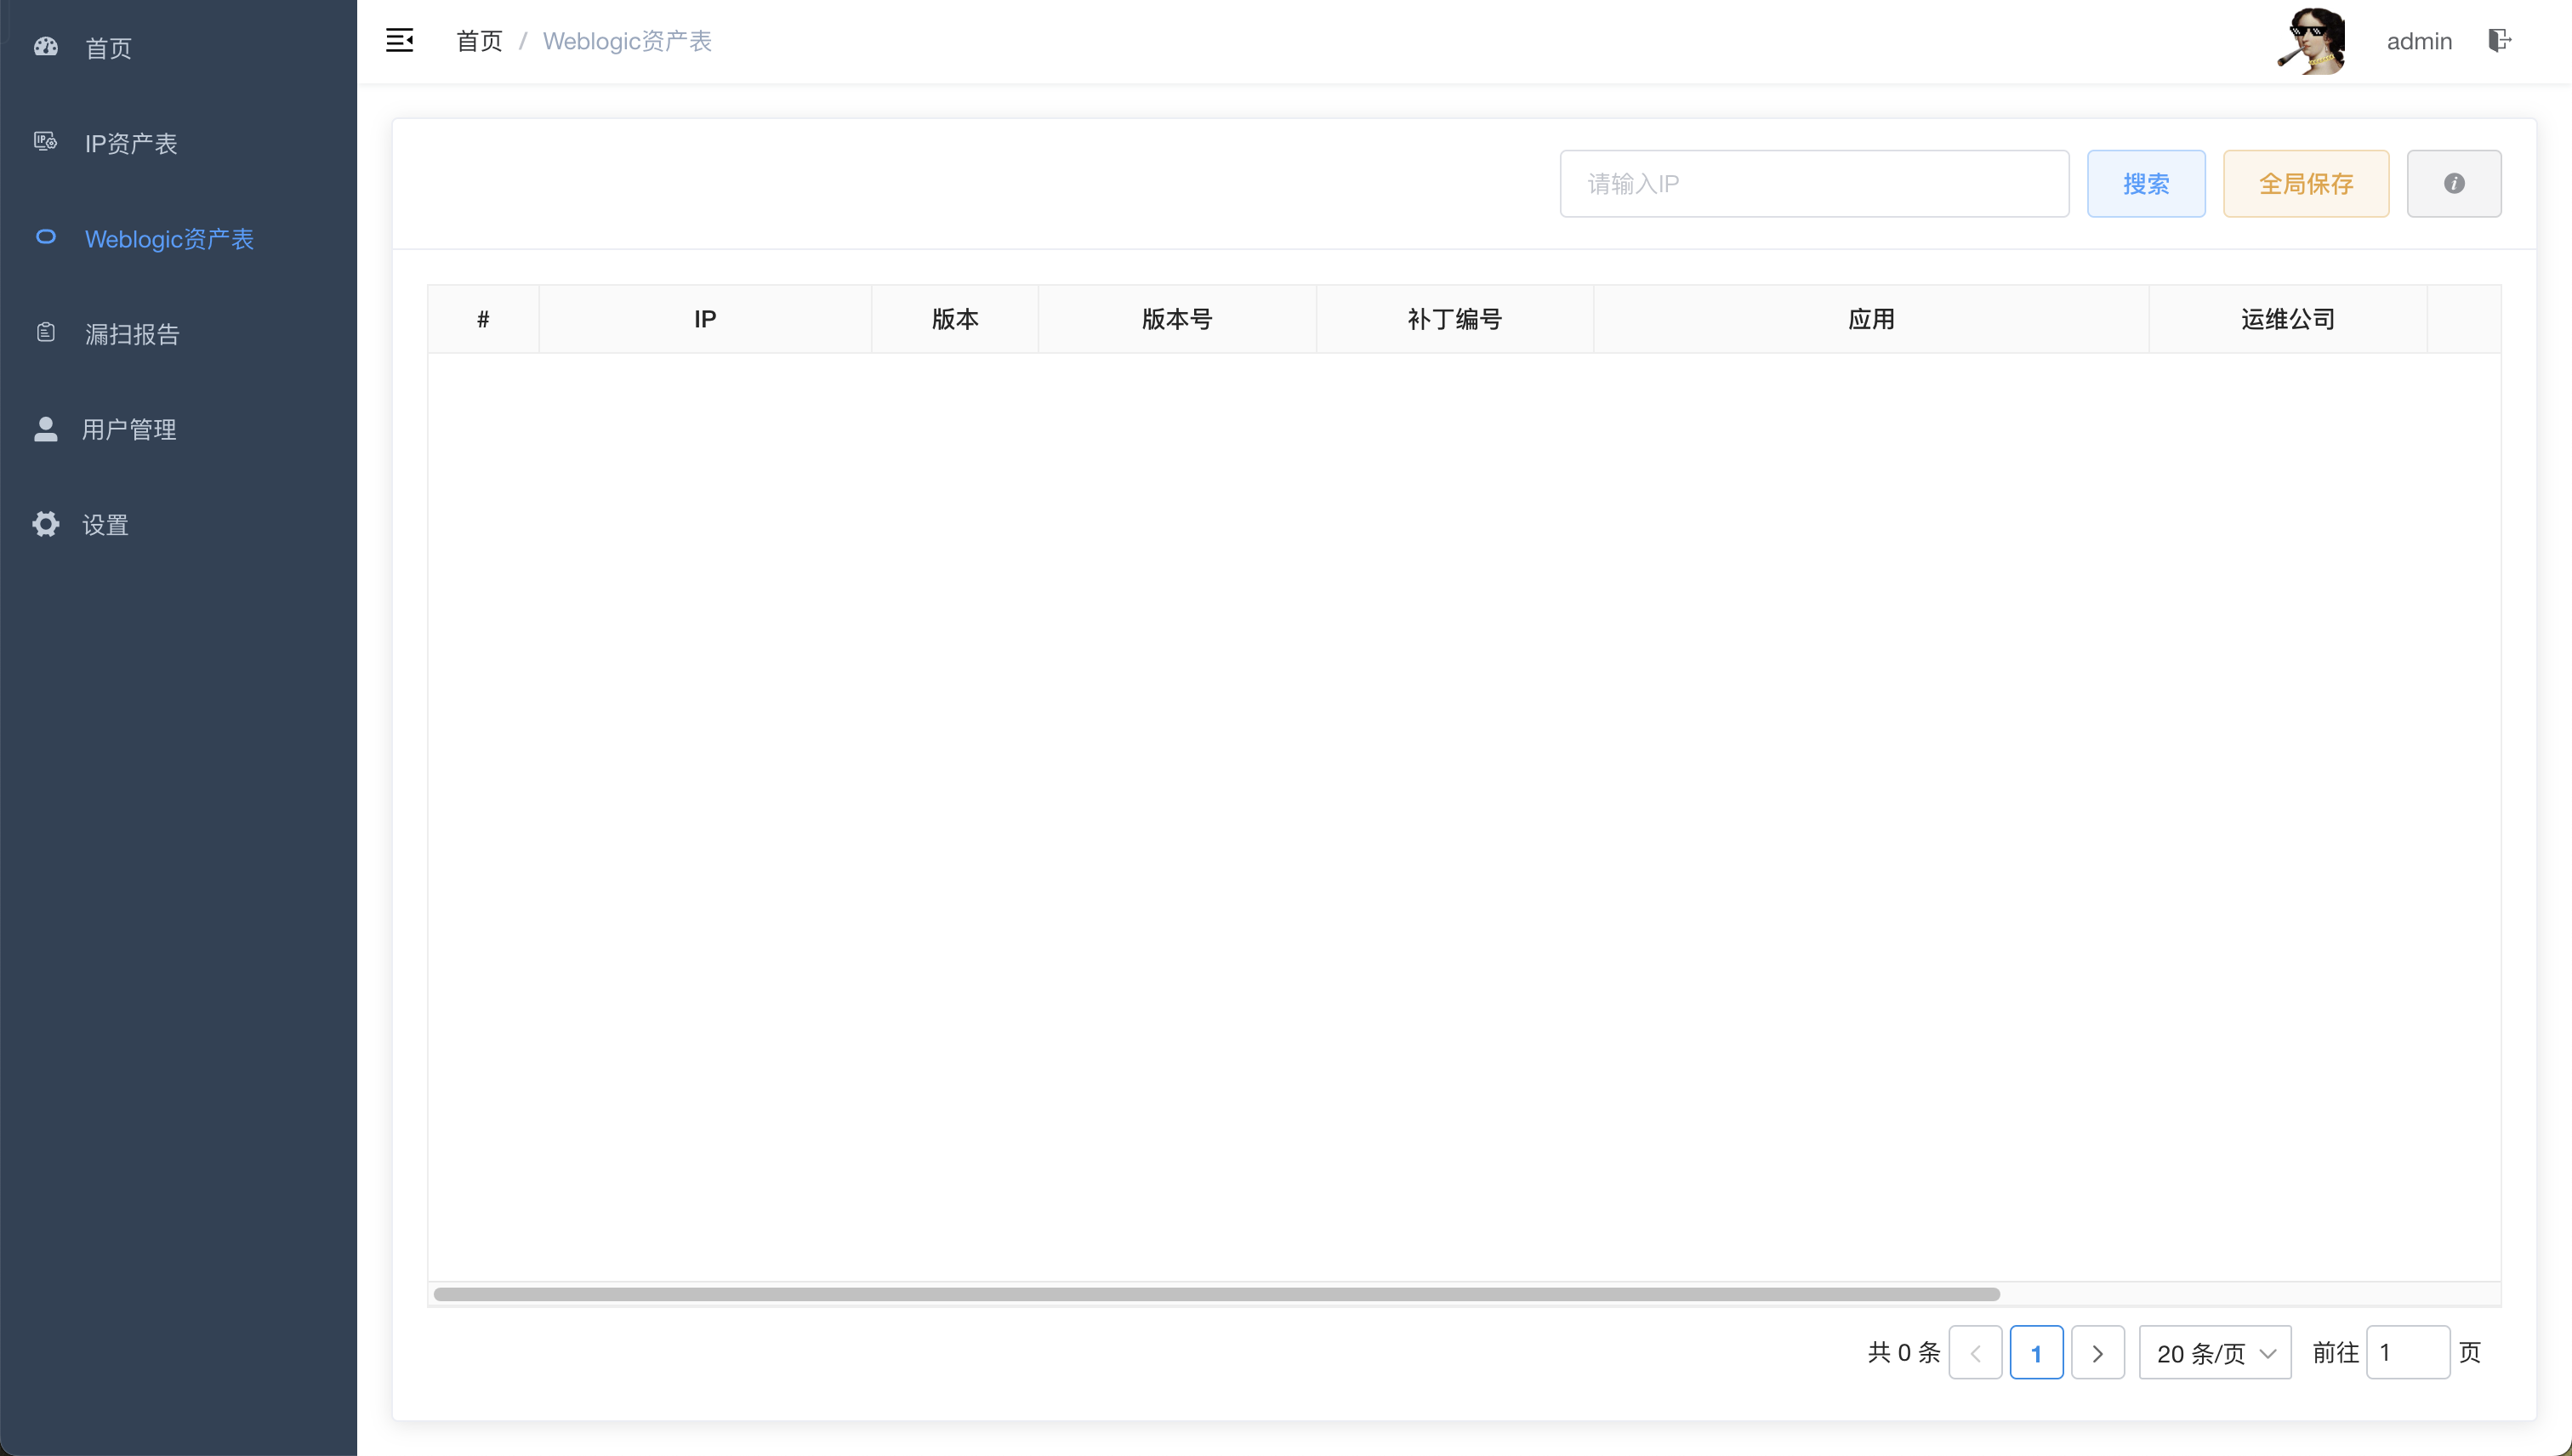 首页
IP资产表
Weblogic资产表
漏扫报告
用户管理
设置
首页 / Weblogic资产表
admin
请输入IP 搜索 全局保存
# IP 版本 版本号 补丁编号 应用 运维公司
共 0 条 1 20 条/页 前往 1 页